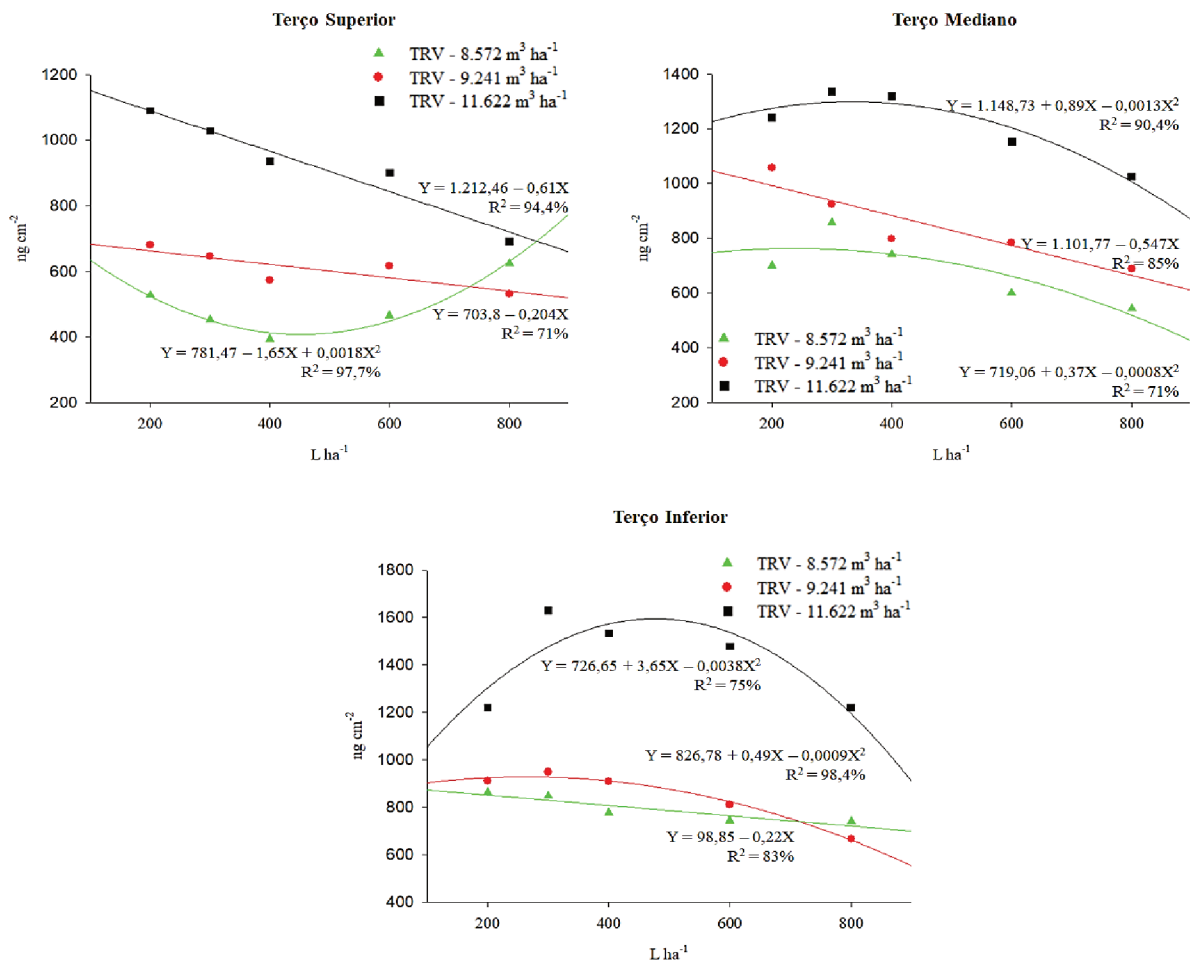 Terço Superior
TRV - 8.572 m³ ha⁻¹
TRV - 9.241 m³ ha⁻¹
TRV - 11.622 m³ ha⁻¹
1200
1000
800
600
400
200
ng cm⁻²
Y = 1.212,46 – 0,61X
R² = 94,4%
Y = 703,8 – 0,204X
R² = 71%
Y = 781,47 – 1,65X + 0,0018X²
R² = 97,7%
200 400 600 800
L ha⁻¹
Terço Mediano
1400
1200
1000
800
600
400
200
ng cm⁻²
Y = 1.148,73 + 0,89X – 0,0013X²
R² = 90,4%
Y = 1.101,77 – 0,547X
R² = 85%
TRV - 8.572 m³ ha⁻¹
TRV - 9.241 m³ ha⁻¹
TRV - 11.622 m³ ha⁻¹
Y = 719,06 + 0,37X – 0,0008X²
R² = 71%
200 400 600 800
L ha⁻¹
Terço Inferior
TRV - 8.572 m³ ha⁻¹
TRV - 9.241 m³ ha⁻¹
TRV - 11.622 m³ ha⁻¹
1800
1600
1400
1200
1000
800
600
400
ng cm⁻²
Y = 726,65 + 3,65X – 0,0038X²
R² = 75%
Y = 826,78 + 0,49X – 0,0009X²
R² = 98,4%
Y = 98,85 – 0,22X
R² = 83%
200 400 600 800
L ha⁻¹